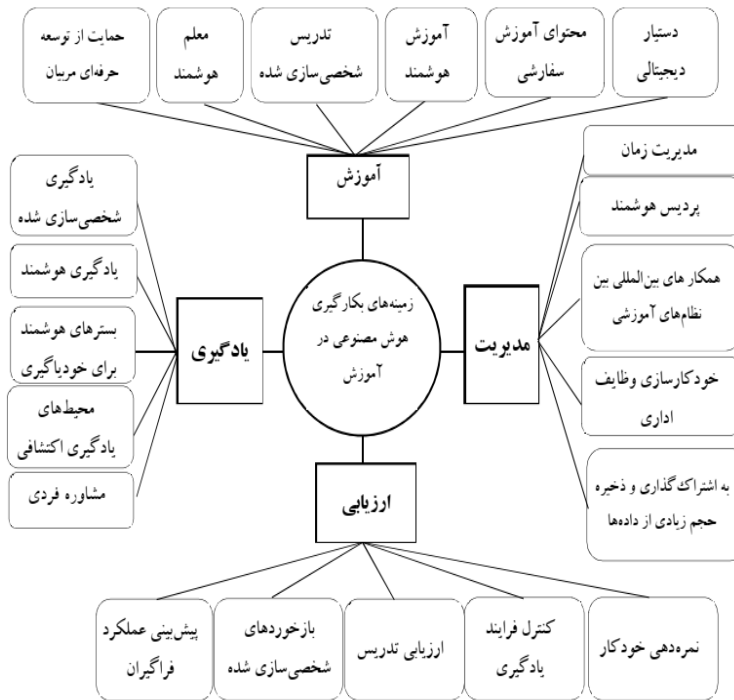 دستیار
دیجیتالی
محتوای آموزش
سفارشی
آموزش
هوشمند
تدریس
شخصی‌سازی شده
معلم
هوشمند
حمایت از توسعه
حرفه‌ای مربیان
آموزش
مدیریت زمان
پردیس هوشمند
همکار های بین‌المللی بین
نظام‌های آموزشی
خودکارسازی وظایف
اداری
به اشتراک‌گذاری و ذخیره
حجم زیادی از داده‌ها
مدیریت
زمینه‌های بکارگیری
هوش مصنوعی در
آموزش
یادگیری
یادگیری
شخصی‌سازی شده
یادگیری هوشمند
بسترهای هوشمند
برای خودیاگیری
محیط‌های
یادگیری اکتشافی
مشاوره فردی
ارزیابی
نمره‌دهی خودکار
کنترل فرایند
یادگیری
ارزیابی تدریس
بازخوردهای
شخصی‌سازی شده
پیش‌بینی عملکرد
فراگیران